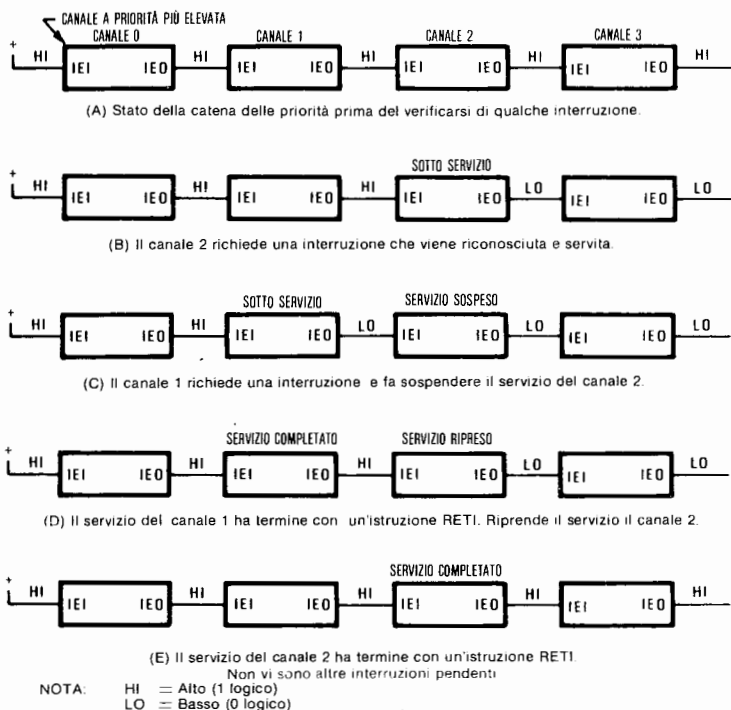 CANALE A PRIORITÀ PIÙ ELEVATA
CANALE 0 CANALE 1 CANALE 2 CANALE 3
+ HI IEI IEO HI IEI IEO HI IEI IEO HI IEI IEO HI
(A) Stato della catena delle priorità prima del verificarsi di qualche interruzione.
SOTTO SERVIZIO
+ HI IEI IEO HI IEI IEO HI IEI IEO LO IEI IEO LO
(B) Il canale 2 richiede una interruzione che viene riconosciuta e servita.
SOTTO SERVIZIO SERVIZIO SOSPESO
+ HI IEI IEO HI IEI IEO LO IEI IEO LO IEI IEO LO
(C) Il canale 1 richiede una interruzione e fa sospendere il servizio del canale 2.
SERVIZIO COMPLETATO SERVIZIO RIPRESO
+ HI IEI IEO HI IEI IEO HI IEI IEO LO IEI IEO LO
(D) Il servizio del canale 1 ha termine con un'istruzione RETI. Riprende il servizio il canale 2.
SERVIZIO COMPLETATO
+ HI IEI IEO HI IEI IEO HI IEI IEO HI IEI IEO HI
(E) Il servizio del canale 2 ha termine con un'istruzione RETI.
Non vi sono altre interruzioni pendenti
NOTA: HI = Alto (1 logico)
LO = Basso (0 logico)